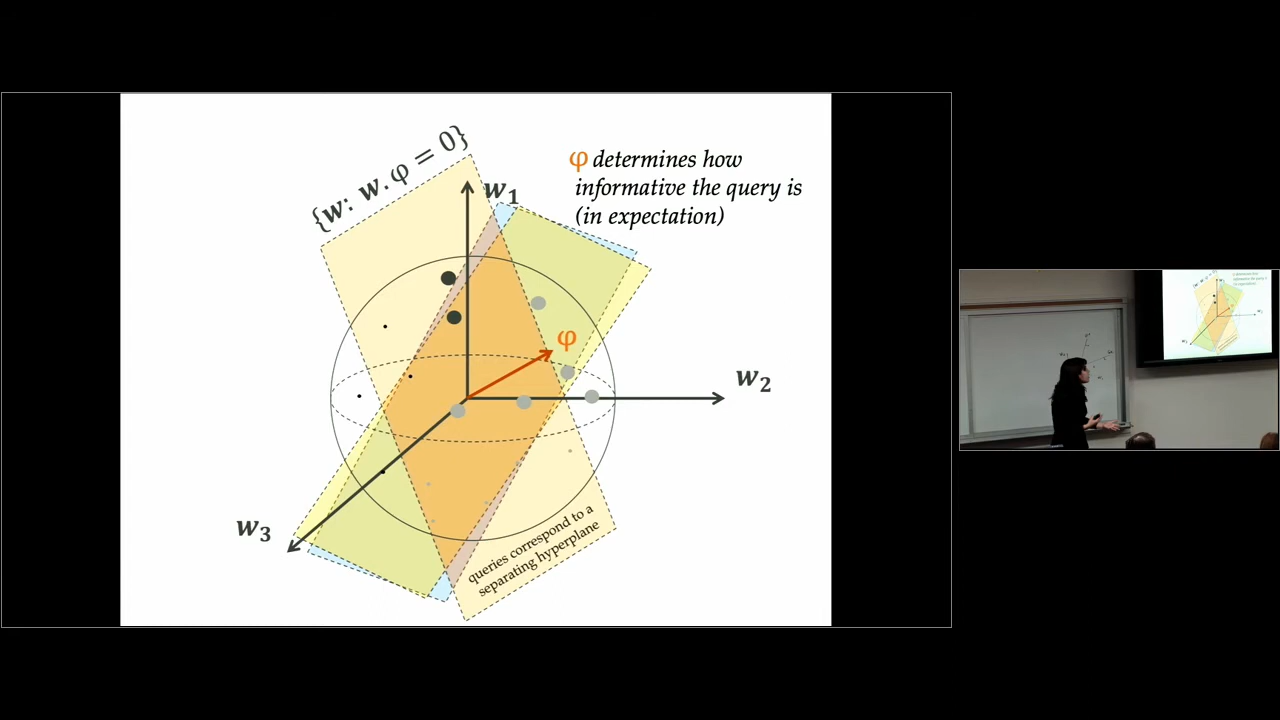 {w: w. φ = 0}
φ determines how
informative the query is
(in expectation)
w₁
φ
w₂
w₃
queries correspond to a
separating hyperplane